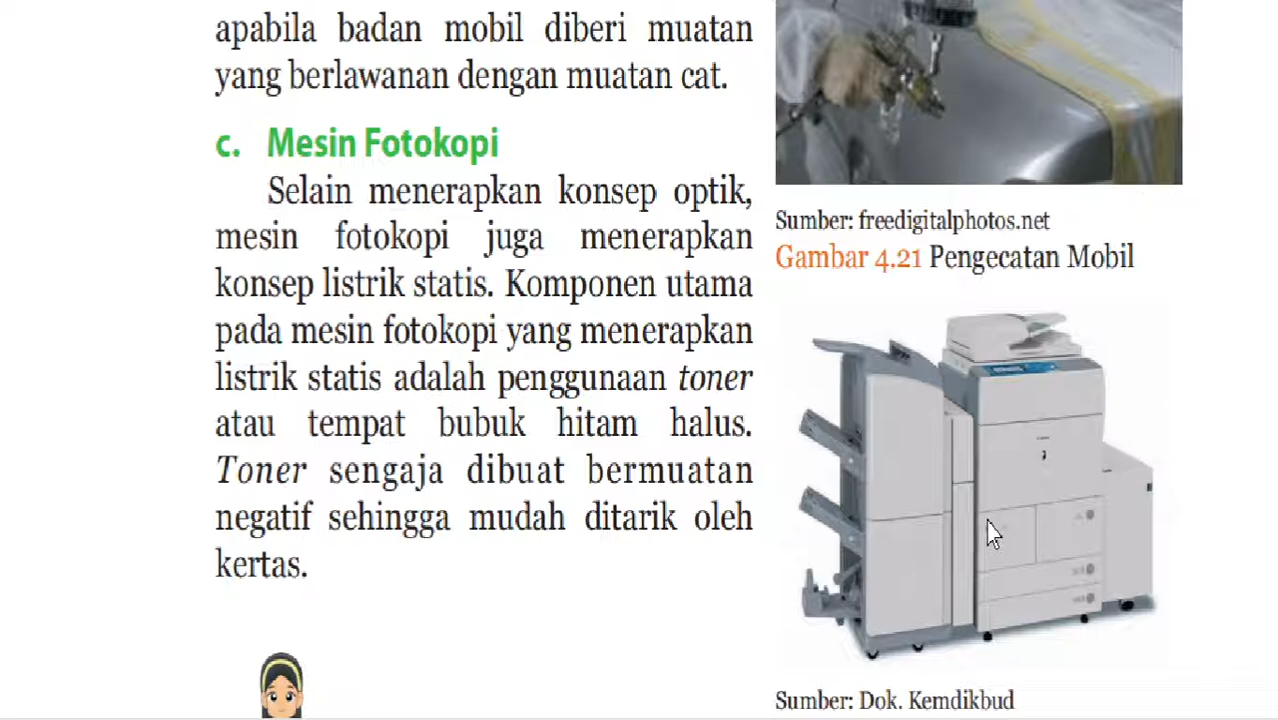 apabila badan mobil diberi muatan
yang berlawanan dengan muatan cat.
c. Mesin Fotokopi
Selain menerapkan konsep optik,
mesin fotokopi juga menerapkan
konsep listrik statis. Komponen utama
pada mesin fotokopi yang menerapkan
listrik statis adalah penggunaan toner
atau tempat bubuk hitam halus.
Toner sengaja dibuat bermuatan
negatif sehingga mudah ditarik oleh
kertas.
Sumber: freedigitalphotos.net
Gambar 4.21 Pengecatan Mobil
Sumber: Dok. Kemdikbud